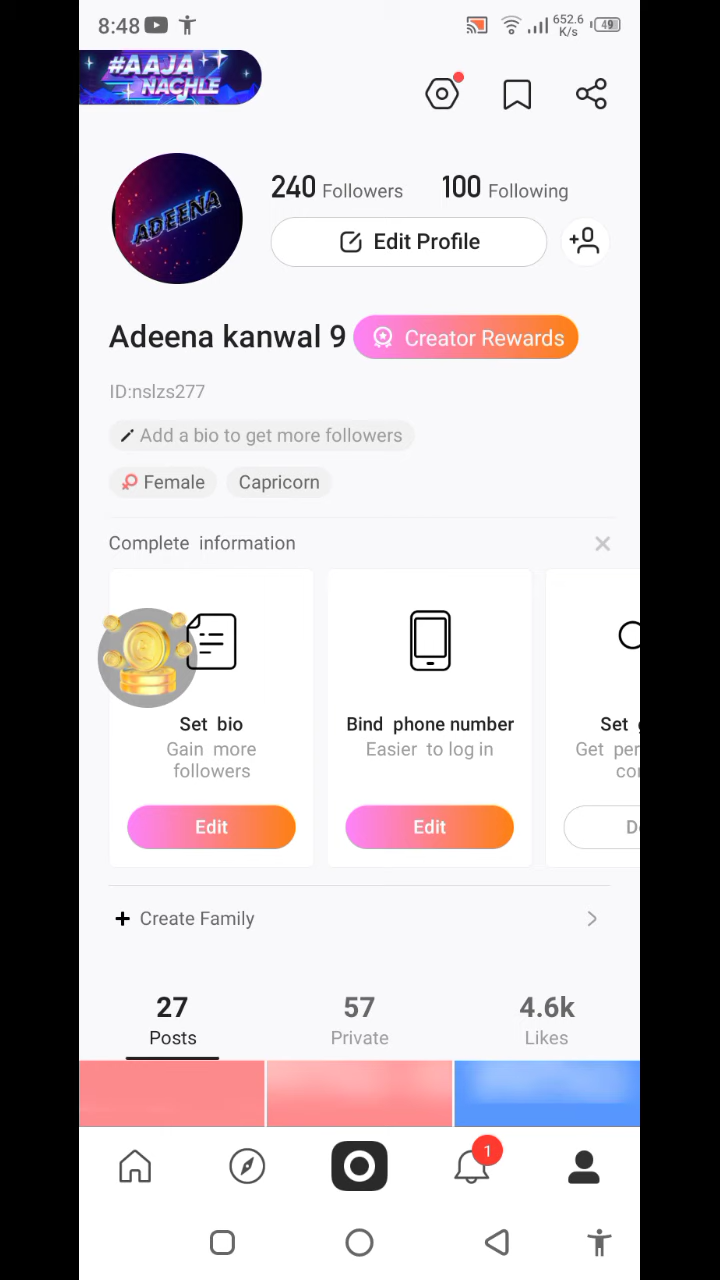 8:48
652.6
K/s
49
#AAJA
NACHLE
ADEENA
240 Followers 100 Following
Edit Profile
Adeena kanwal 9
Creator Rewards
ID:nslzs277
Add a bio to get more followers
Female Capricorn
Complete information
Set bio
Gain more
followers
Edit
Bind phone number
Easier to log in
Edit
Set
Get
Create Family
27 57 4.6k
Posts Private Likes
1